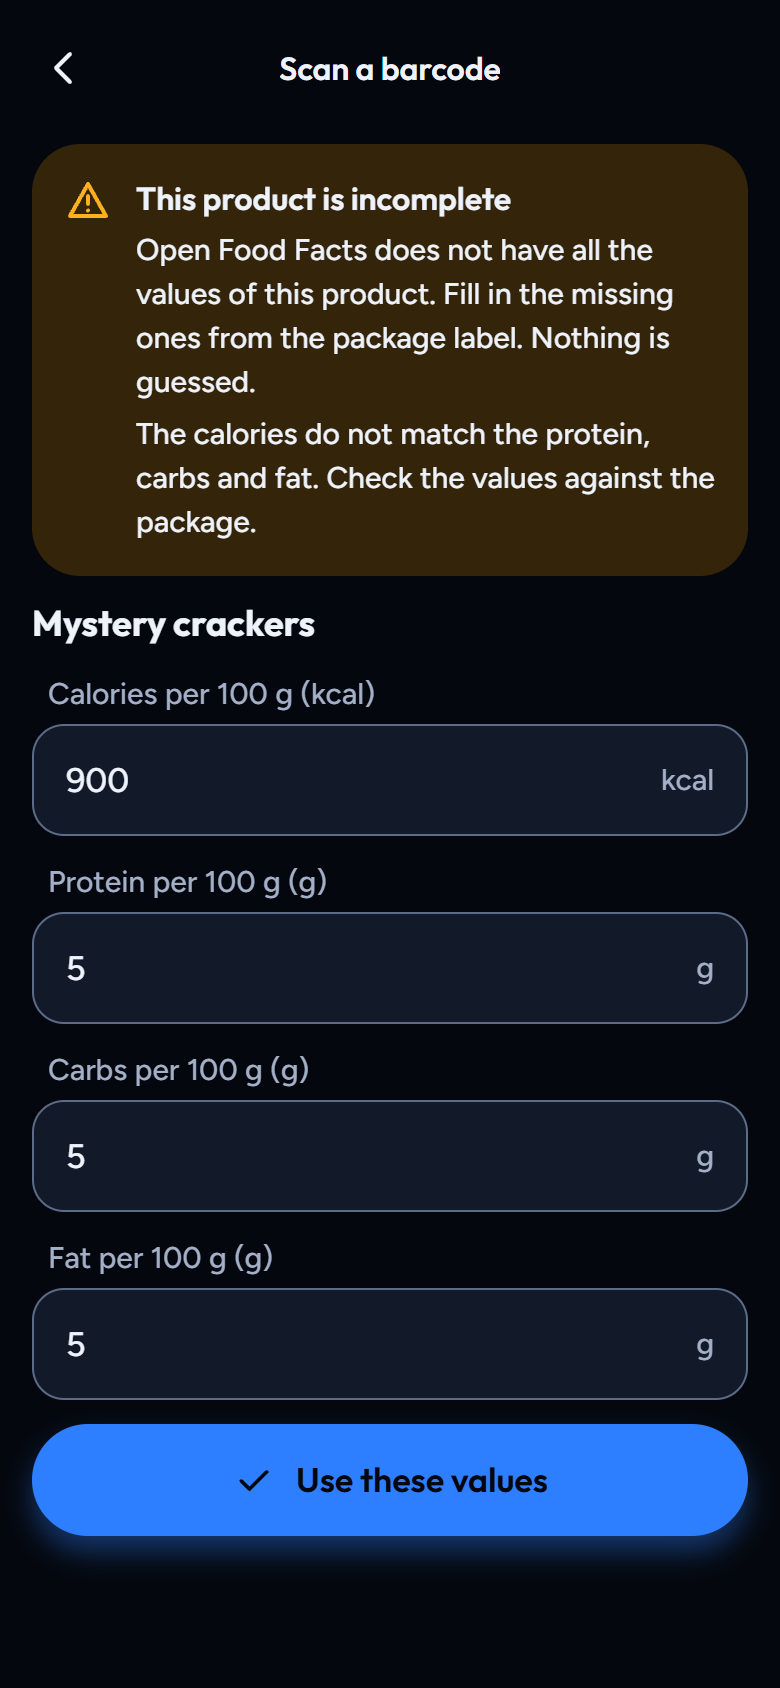 Scan a barcode
This product is incomplete
Open Food Facts does not have all the
values of this product. Fill in the missing
ones from the package label. Nothing is
guessed.
The calories do not match the protein,
carbs and fat. Check the values against the
package.
Mystery crackers
Calories per 100 g (kcal)
900 kcal
Protein per 100 g (g)
5 g
Carbs per 100 g (g)
5 g
Fat per 100 g (g)
5 g
Use these values